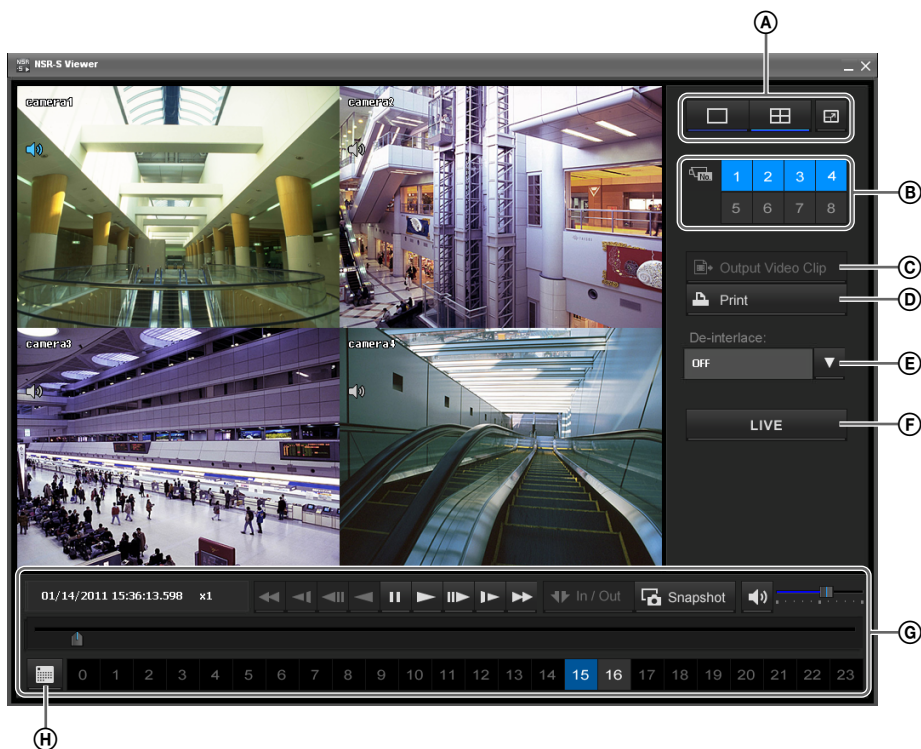 A
NSR-S Viewer
camera1
camera2
No.
1 2 3 4
5 6 7 8
B
Output Video Clip
C
Print
D
De-interlace:
OFF
E
camera3
camera4
LIVE
F
01/14/2011 15:36:13.598 x1
In / Out
Snapshot
G
0 1 2 3 4 5 6 7 8 9 10 11 12 13 14 15 16 17 18 19 20 21 22 23
H